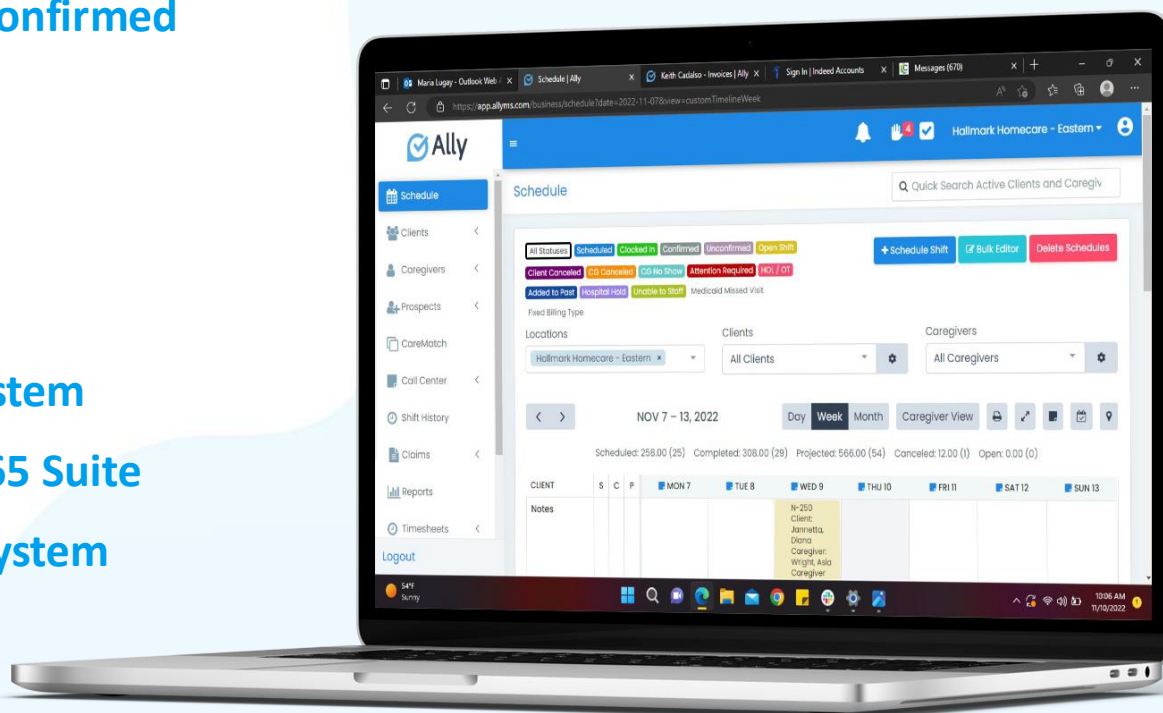 onfirmed
stem
65 Suite
ystem
Maria Lugay - Outlook Web
Schedule | Ally
Keith Cadalso - Invoices | Ally
Sign In | Indeed Accounts
Messages (670)
https://app.allyms.com/business/schedule?date=2022-11-07&view=customTimelineWeek
Ally
4
Hallmark Homecare - Eastern
Schedule
Clients
Caregivers
Prospects
CareMatch
Call Center
Shift History
Claims
Reports
Timesheets
Logout
Schedule
Quick Search Active Clients and Caregiv
All Statuses Scheduled Clocked In Confirmed Unconfirmed Open Shift
+ Schedule Shift Bulk Editor Delete Schedules
Client Canceled CG Canceled CG No Show Attention Required HOL / OT
Added to Past Hospital Hold Unable to Staff Medicaid Missed Visit
Fixed Billing Type
Locations Clients Caregivers
Hallmark Homecare - Eastern × All Clients All Caregivers
NOV 7 – 13, 2022 Day Week Month Caregiver View
Scheduled: 258.00 (25) Completed: 308.00 (29) Projected: 566.00 (54) Canceled: 12.00 (1) Open: 0.00 (0)
CLIENT S C P MON 7 TUE 8 WED 9 THU 10 FRI 11 SAT 12 SUN 13
Notes
N-250
Client:
Jannetta,
Diana
Caregiver:
Wright, Asia
Caregiver
54°F
Sunny
10:06 AM
11/10/2022